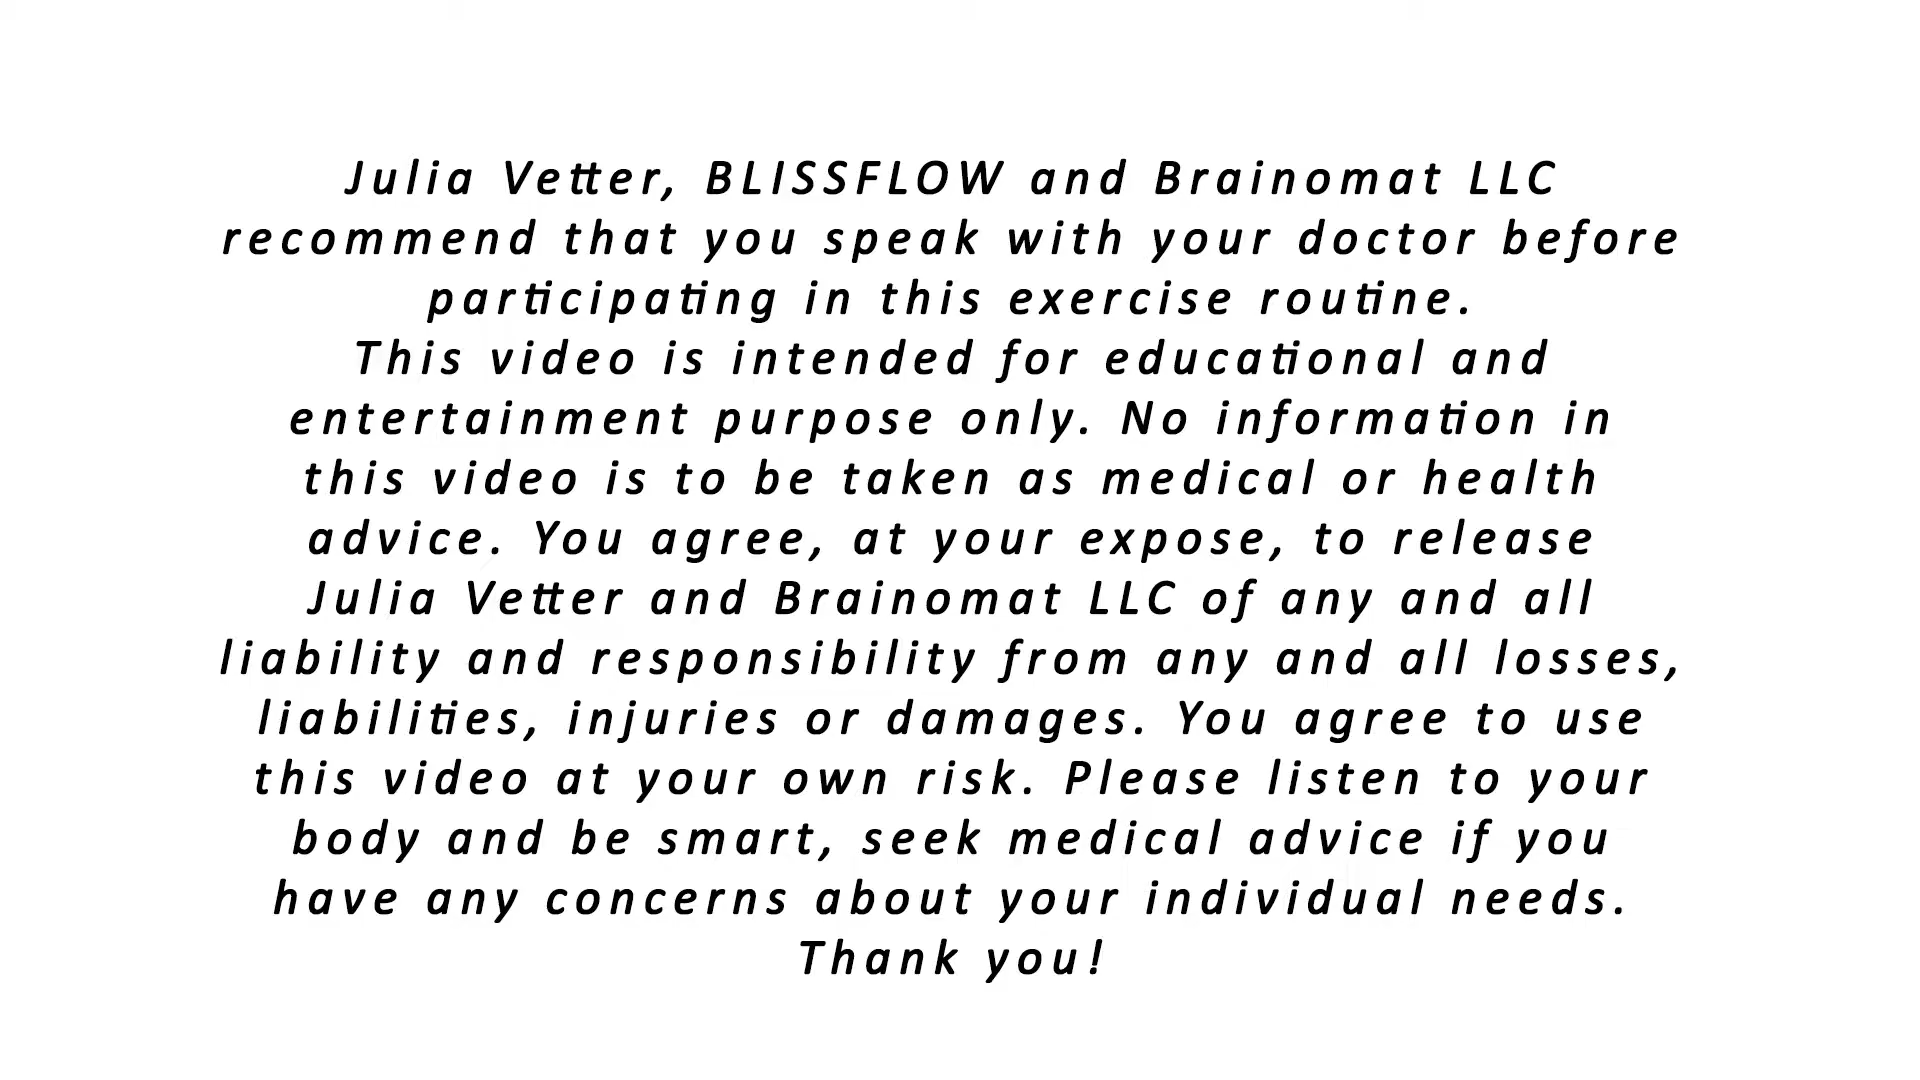 Julia Vetter, BLISSFLOW and Brainomat LLC
recommend that you speak with your doctor before
participating in this exercise routine.
This video is intended for educational and
entertainment purpose only. No information in
this video is to be taken as medical or health
advice. You agree, at your expose, to release
Julia Vetter and Brainomat LLC of any and all
liability and responsibility from any and all losses,
liabilities, injuries or damages. You agree to use
this video at your own risk. Please listen to your
body and be smart, seek medical advice if you
have any concerns about your individual needs.
Thank you!